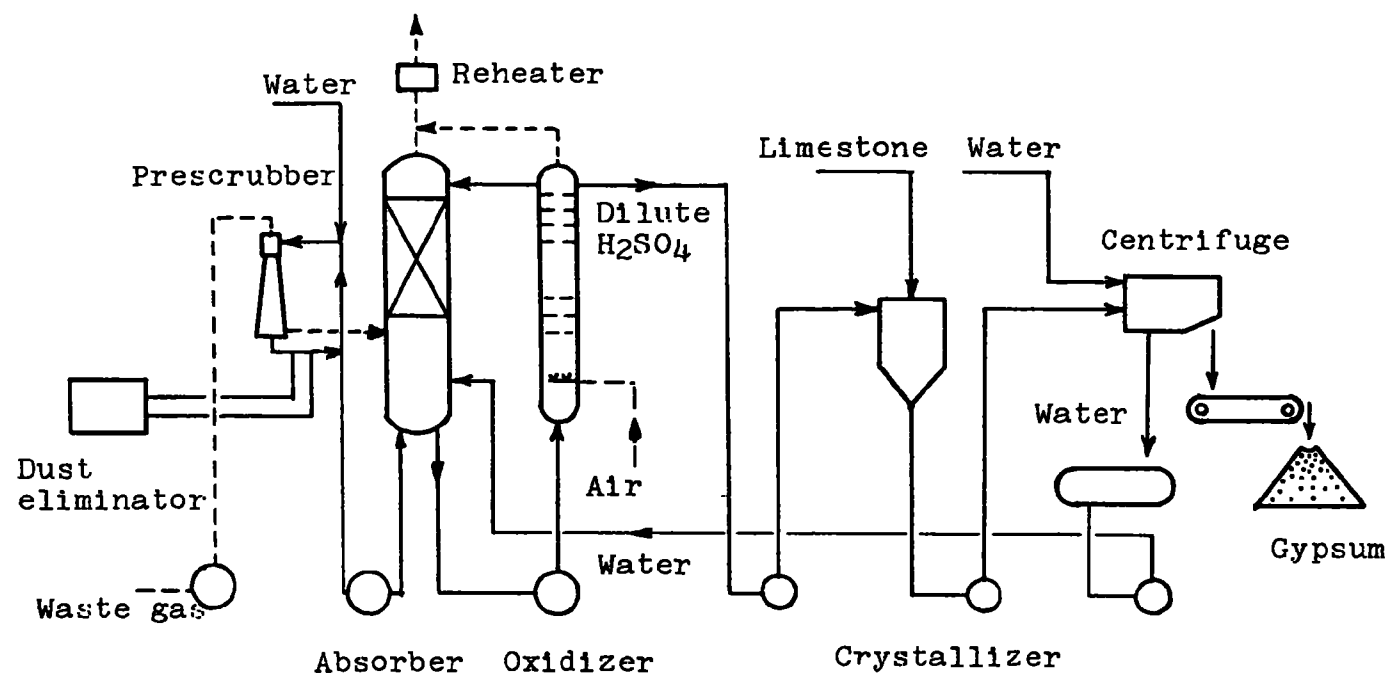 Water
Reheater
Limestone
Water
Prescrubber
Dilute
H2SO4
Centrifuge
Water
Dust
eliminator
Air
Water
Gypsum
Waste gas
Absorber
Oxidizer
Crystallizer